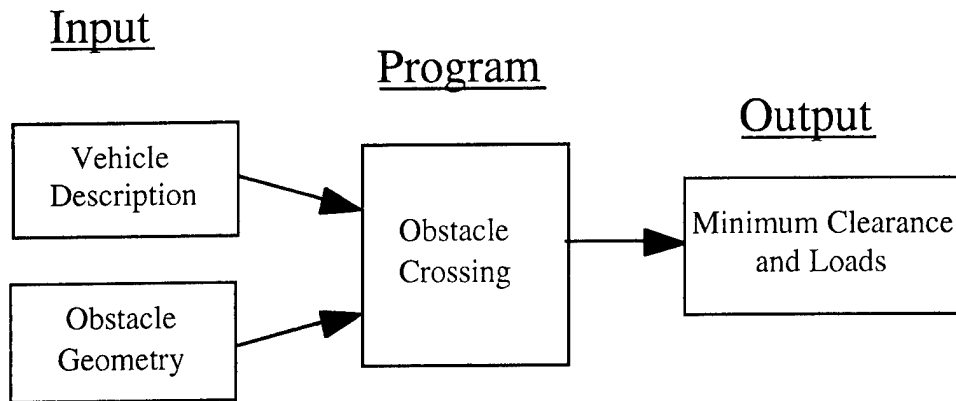 Input
Program
Output
Vehicle
Description
Obstacle
Geometry
Obstacle
Crossing
Minimum Clearance
and Loads